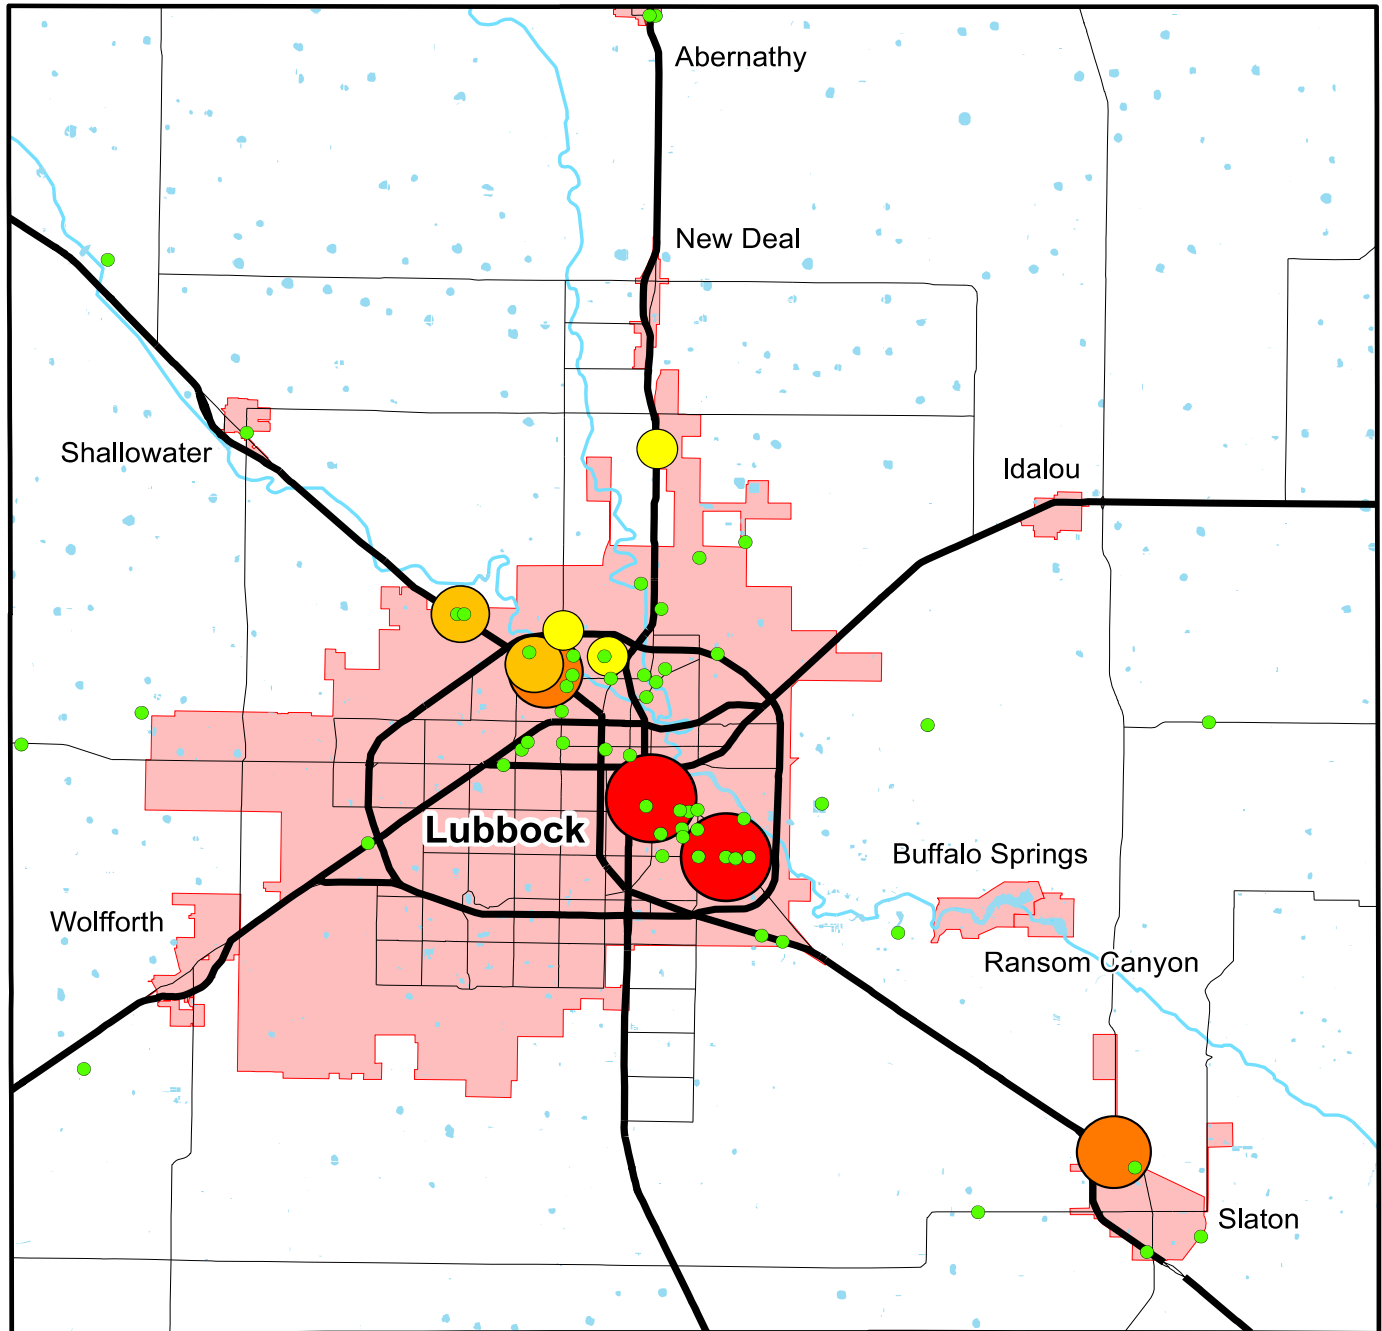 Abernathy
New Deal
Shallowater
Idalou
Lubbock
Buffalo Springs
Wolfforth
Ransom Canyon
Slaton